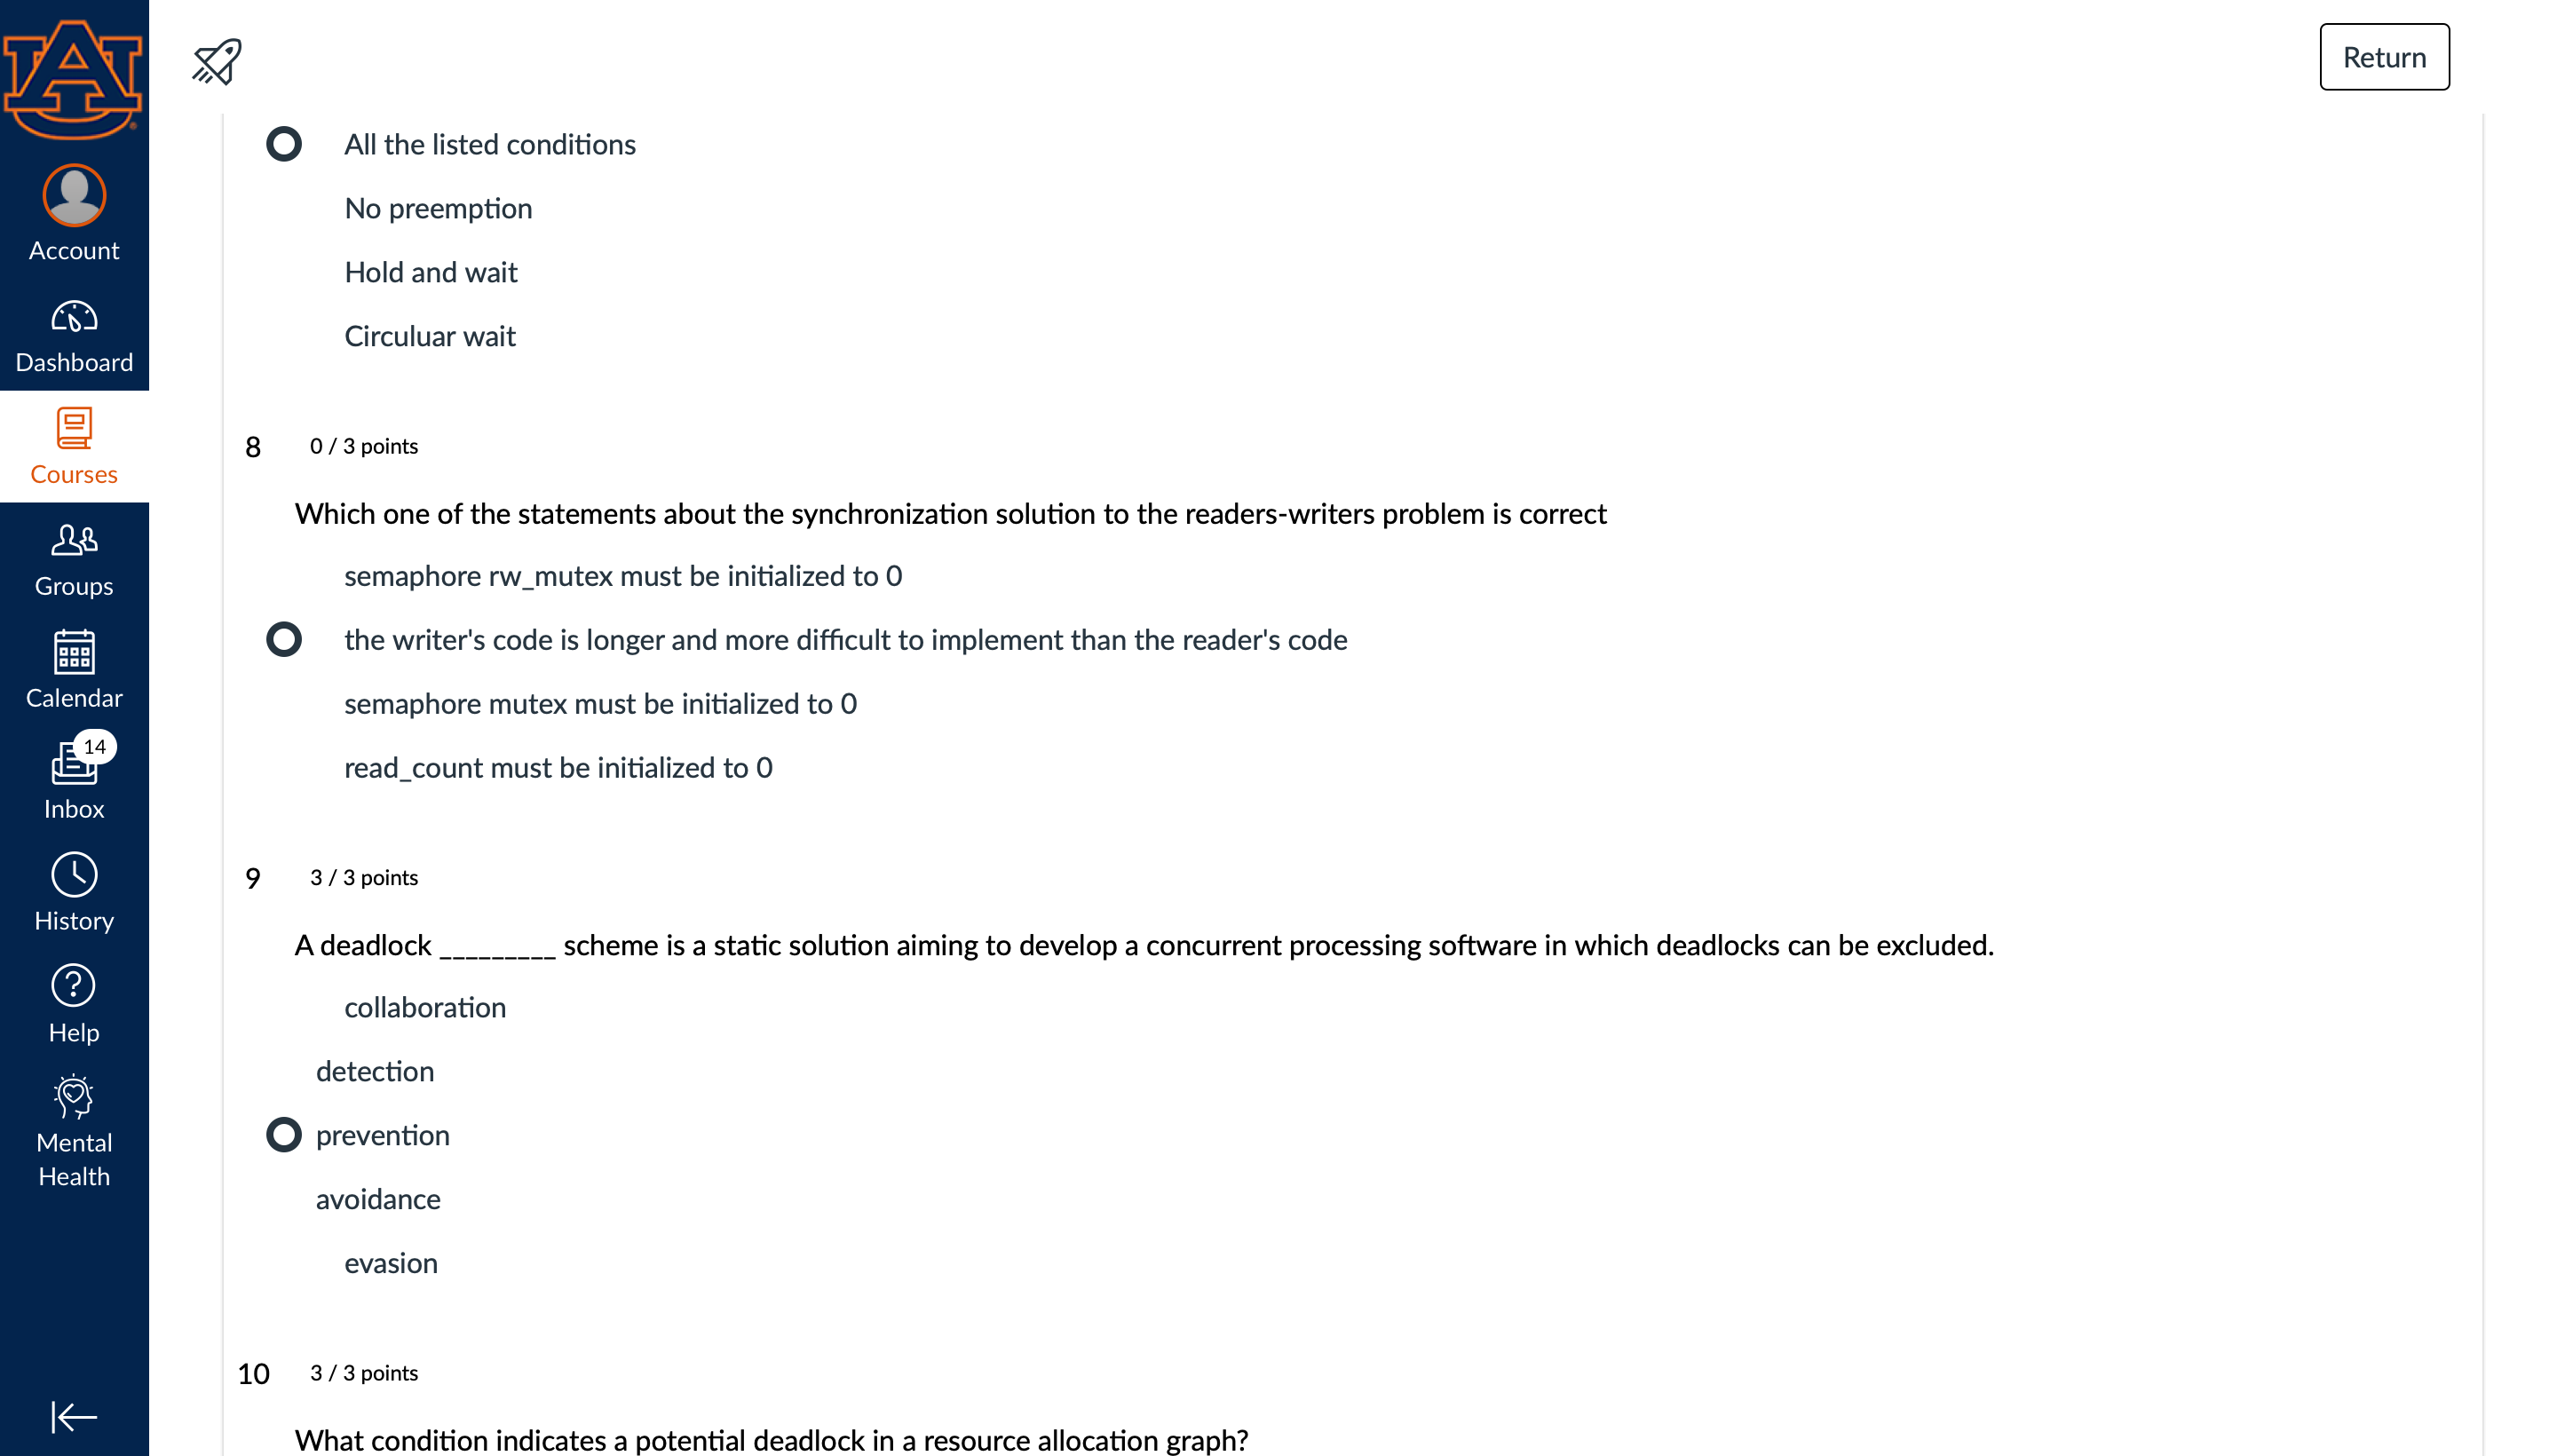 Return
All the listed conditions
No preemption
Hold and wait
Circuluar wait
8 0 / 3 points
Which one of the statements about the synchronization solution to the readers-writers problem is correct
semaphore rw_mutex must be initialized to 0
the writer's code is longer and more difficult to implement than the reader's code
semaphore mutex must be initialized to 0
read_count must be initialized to 0
9 3 / 3 points
A deadlock _________ scheme is a static solution aiming to develop a concurrent processing software in which deadlocks can be excluded.
collaboration
detection
prevention
avoidance
evasion
10 3 / 3 points
What condition indicates a potential deadlock in a resource allocation graph?
AU
Account
Dashboard
Courses
Groups
Calendar
14
Inbox
History
Help
Mental
Health